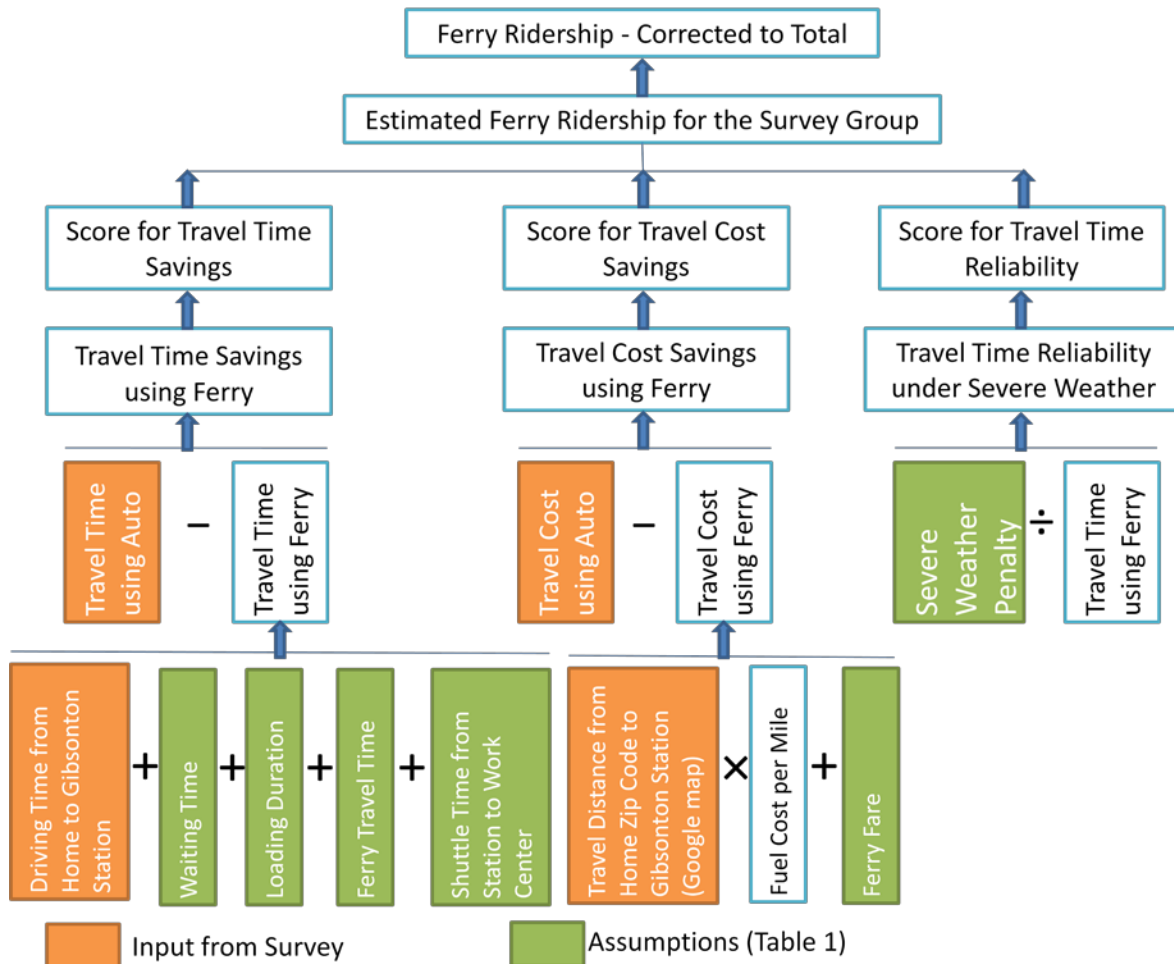 Ferry Ridership - Corrected to Total
Estimated Ferry Ridership for the Survey Group
Score for Travel Time
Savings
Score for Travel Cost
Savings
Score for Travel Time
Reliability
Travel Time Savings
using Ferry
Travel Cost Savings
using Ferry
Travel Time Reliability
under Severe Weather
Travel Time
using Auto
–
Travel Time
using Ferry
Travel Cost
using Auto
–
Travel Cost
using Ferry
Severe
Weather
Penalty
÷
Travel Time
using Ferry
Driving Time from
Home to Gibsonton
Station
+
Waiting Time
+
Loading Duration
+
Ferry Travel Time
+
Shuttle Time from
Station to Work
Center
Travel Distance from
Home Zip Code to
Gibsonton Station
(Google map)
×
Fuel Cost per Mile
+
Ferry Fare
Input from Survey
Assumptions (Table 1)